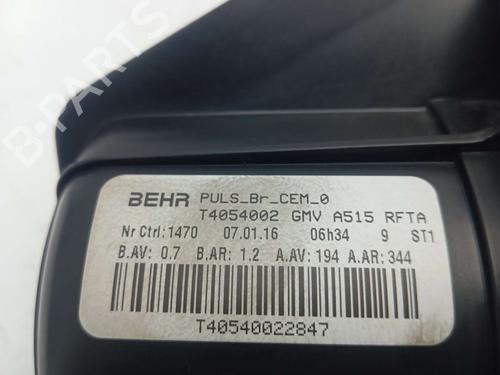 B-PARTS
BEHR PULS_Br_CEM_0
T4054002 GMV A515 RFTA
Nr Ctrl:1470 07.01.16 06h34 9 ST1
B.AV: 0.7 B.AR: 1.2 A.AV: 194 A.AR: 344
T40540022847